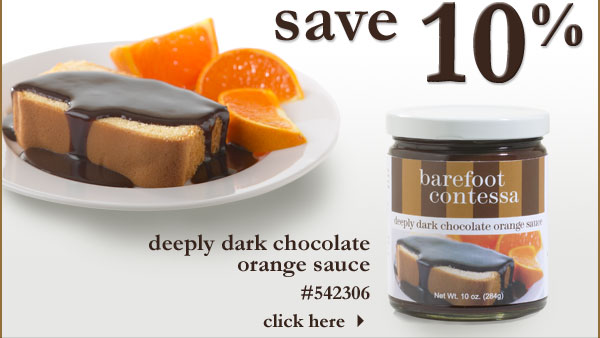 save 10%
barefoot
contessa
deeply dark chocolate orange sauce
Net Wt. 10 oz. (284g)
deeply dark chocolate
orange sauce
#542306
click here